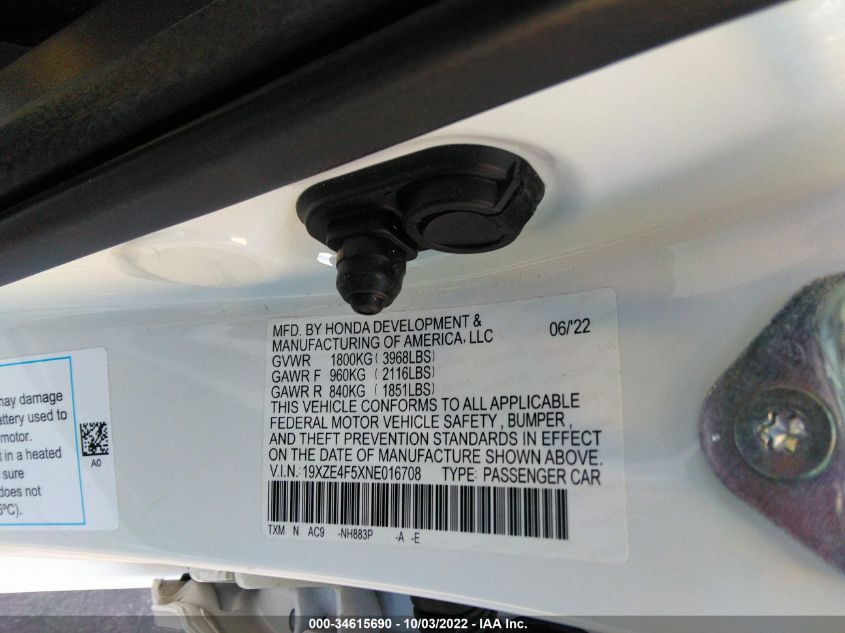 MFD. BY HONDA DEVELOPMENT & 06/'22
MANUFACTURING OF AMERICA, LLC
GVWR 1800KG ( 3968LBS)
GAWR F 960KG ( 2116LBS)
GAWR R 840KG ( 1851LBS)
THIS VEHICLE CONFORMS TO ALL APPLICABLE
FEDERAL MOTOR VEHICLE SAFETY , BUMPER ,
AND THEFT PREVENTION STANDARDS IN EFFECT
ON THE DATE OF MANUFACTURE SHOWN ABOVE.
V.I.N.: 19XZE4F5XNE016708 TYPE: PASSENGER CAR
TXM N AC9 -NH883P -A -E
may damage
attery used to
motor.
t in a heated
sure
does not
5ºC).
A0
000-34615690 - 10/03/2022 - IAA Inc.